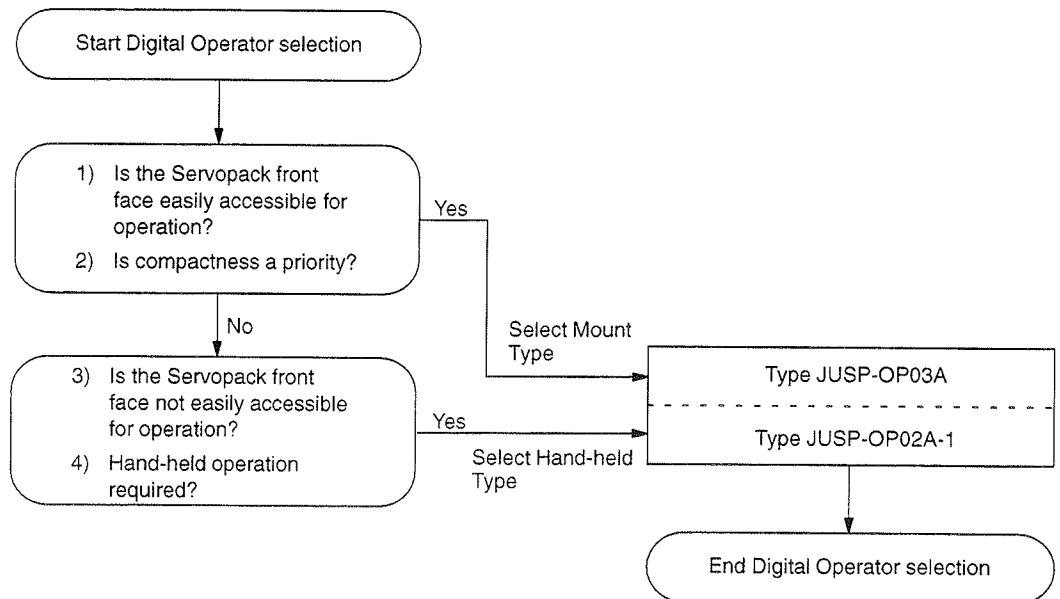 Start Digital Operator selection
1) Is the Servopack front
face easily accessible for
operation?
2) Is compactness a priority?
Yes
No
Select Mount
Type
3) Is the Servopack front
face not easily accessible
for operation?
4) Hand-held operation
required?
Yes
Select Hand-held
Type
Type JUSP-OP03A
Type JUSP-OP02A-1
End Digital Operator selection